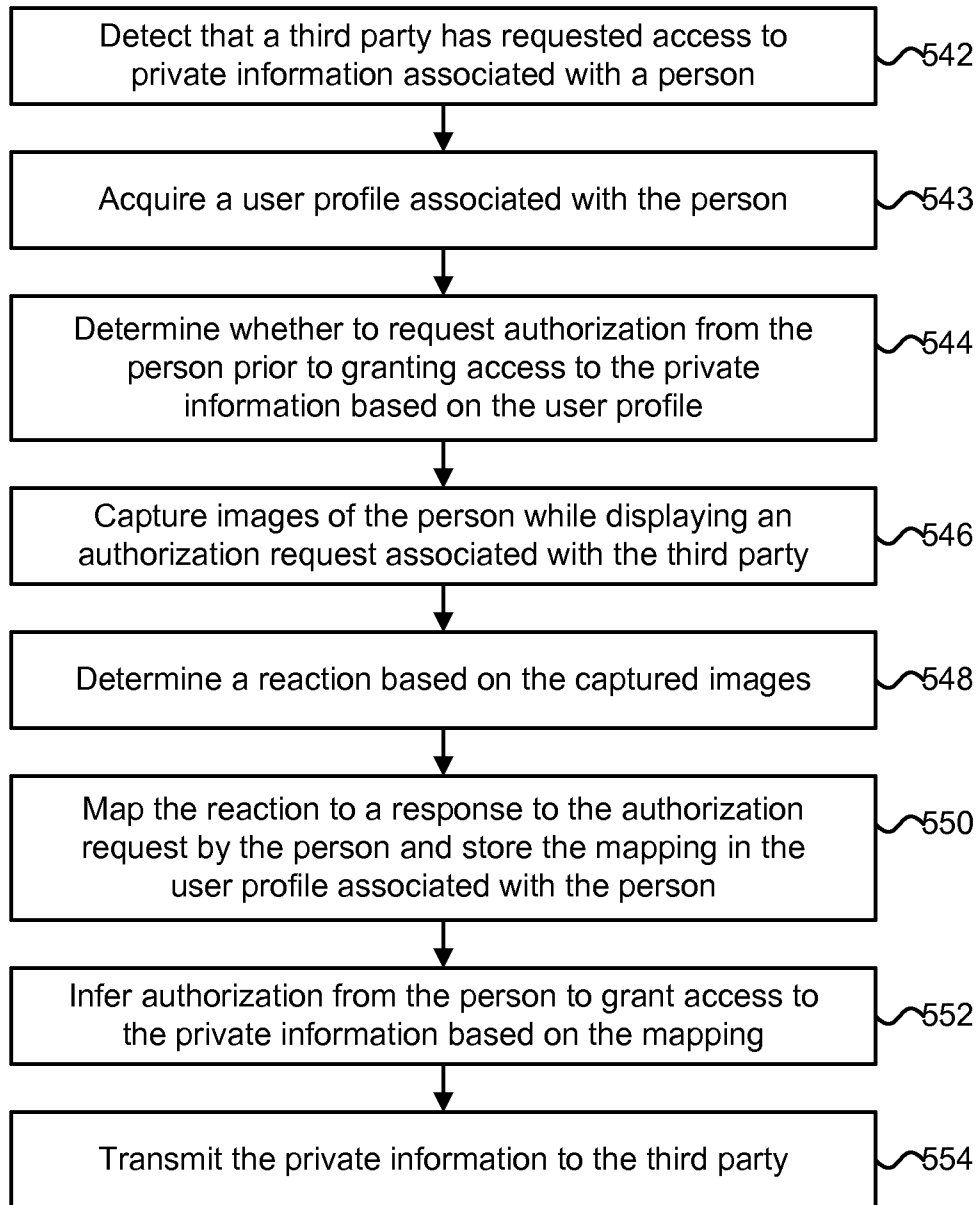 Detect that a third party has requested access to
private information associated with a person
542
Acquire a user profile associated with the person
543
Determine whether to request authorization from the
person prior to granting access to the private
information based on the user profile
544
Capture images of the person while displaying an
authorization request associated with the third party
546
Determine a reaction based on the captured images
548
Map the reaction to a response to the authorization
request by the person and store the mapping in the
user profile associated with the person
550
Infer authorization from the person to grant access to
the private information based on the mapping
552
Transmit the private information to the third party
554